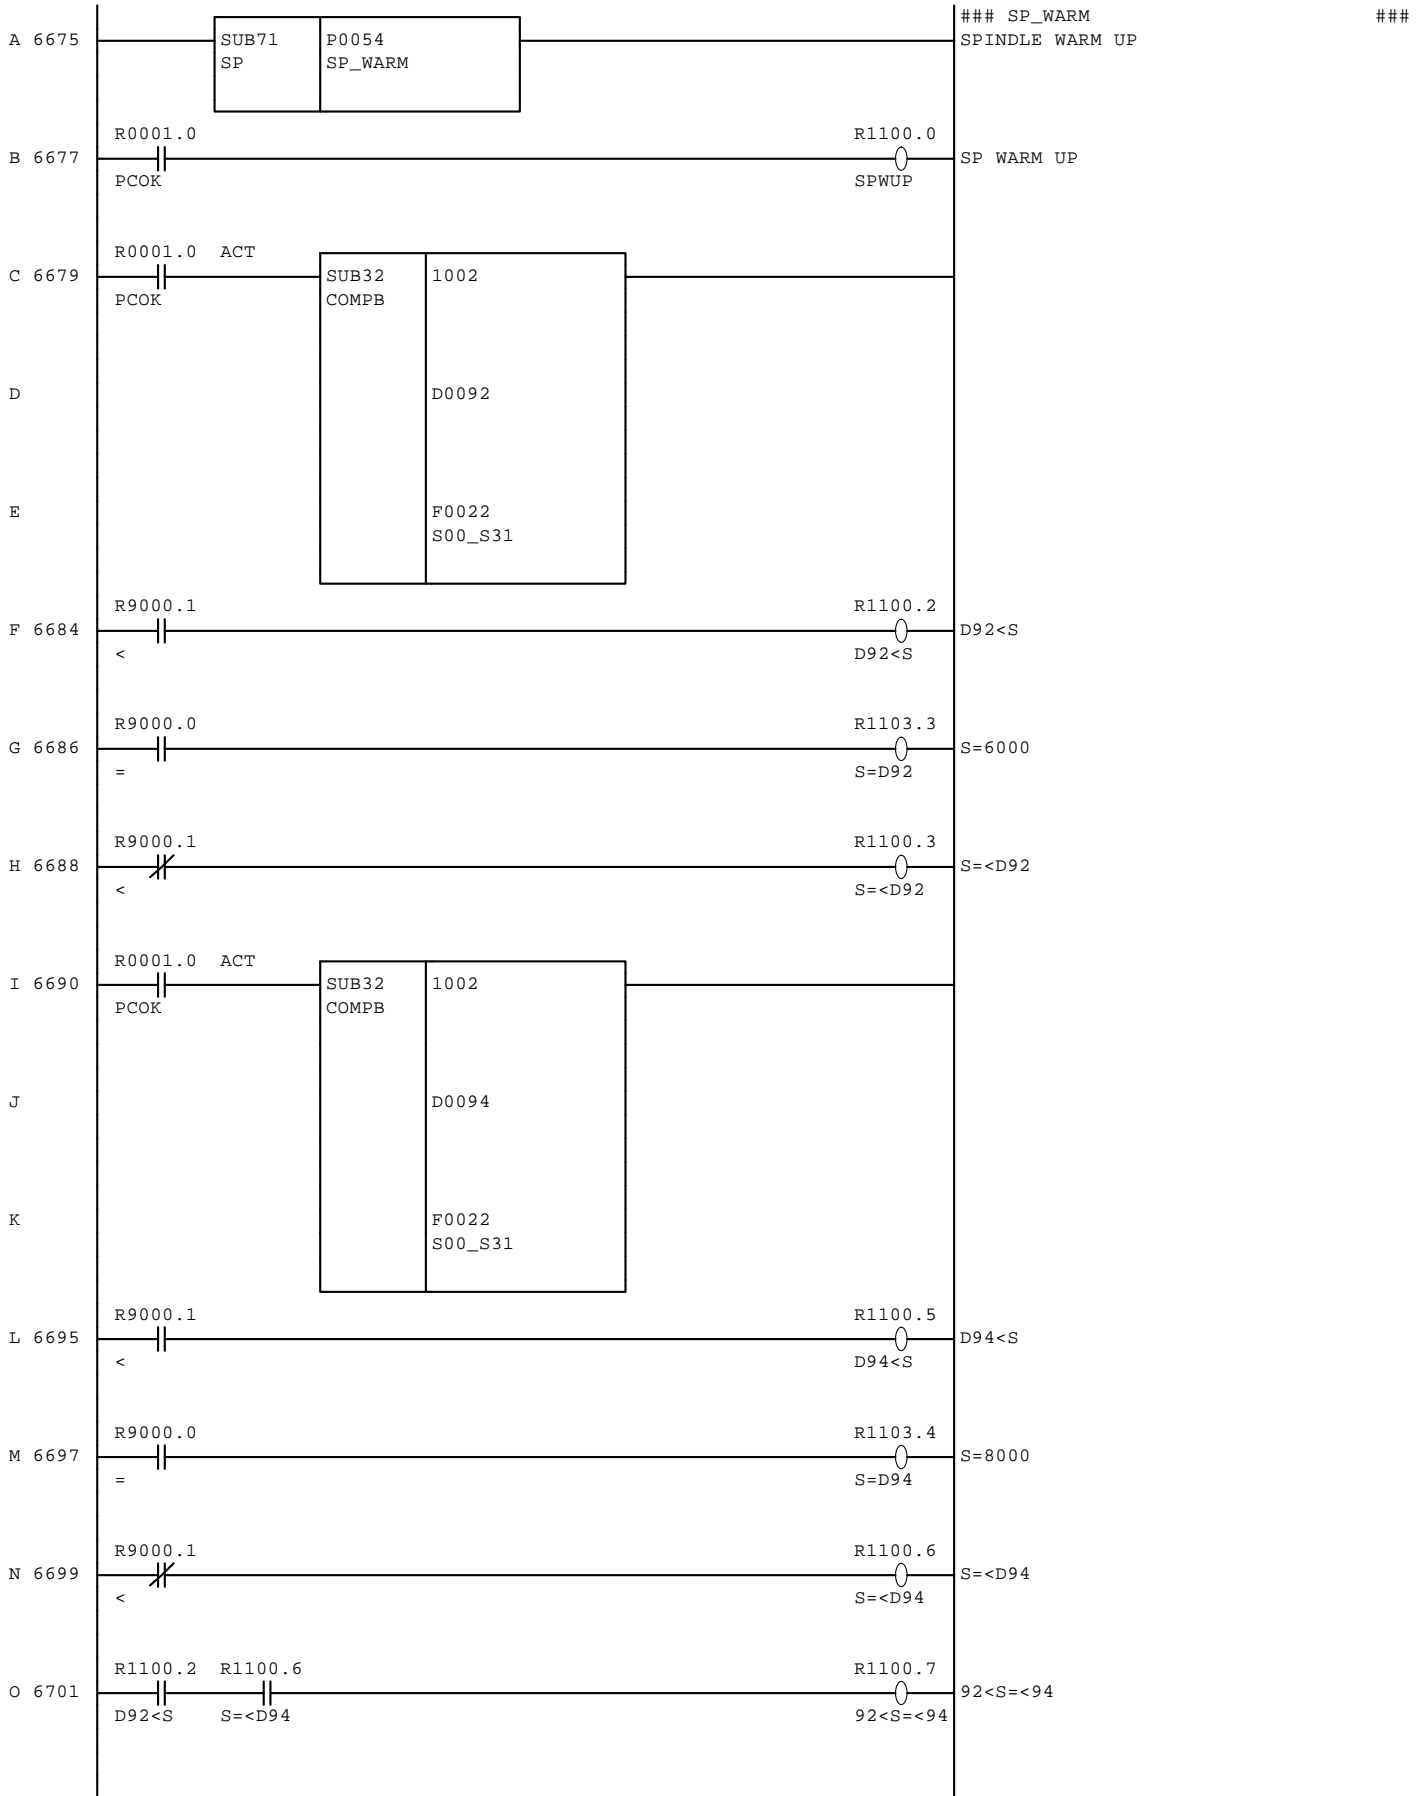 ### SP_WARM ###
A 6675 SUB71 P0054 SPINDLE WARM UP
SP SP_WARM
R0001.0 R1100.0
B 6677 SP WARM UP
PCOK SPWUP
R0001.0 ACT
C 6679 SUB32 1002
PCOK COMPB
D D0092
E F0022
S00_S31
R9000.1 R1100.2
F 6684 D92<S
< D92<S
R9000.0 R1103.3
G 6686 S=6000
= S=D92
R9000.1 R1100.3
H 6688 S=<D92
< S=<D92
R0001.0 ACT
I 6690 SUB32 1002
PCOK COMPB
J D0094
K F0022
S00_S31
R9000.1 R1100.5
L 6695 D94<S
< D94<S
R9000.0 R1103.4
M 6697 S=8000
= S=D94
R9000.1 R1100.6
N 6699 S=<D94
< S=<D94
R1100.2 R1100.6 R1100.7
O 6701 92<S=<94
D92<S S=<D94 92<S=<94